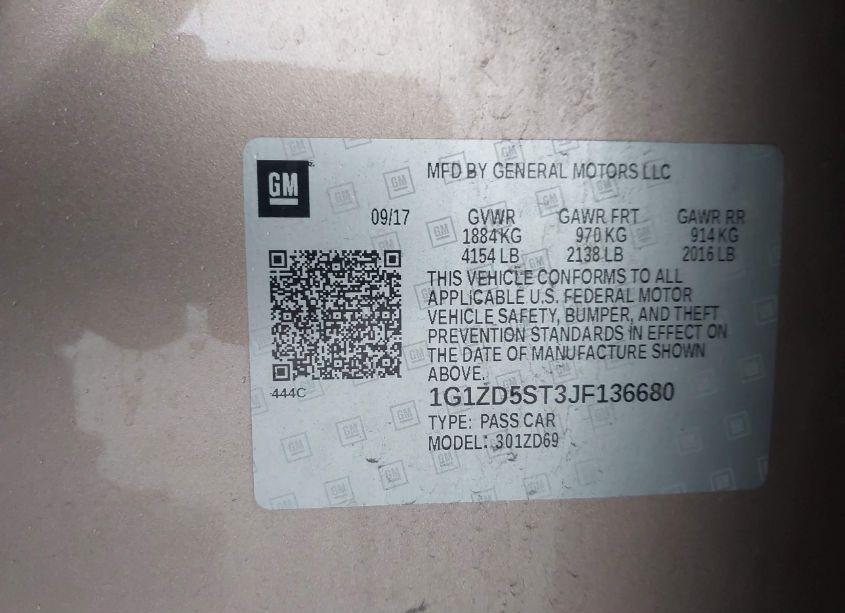 GM
MFD BY GENERAL MOTORS LLC
09/17 GVWR GAWR FRT GAWR RR
1884 KG 970 KG 914 KG
4154 LB 2138 LB 2016 LB
THIS VEHICLE CONFORMS TO ALL
APPLICABLE U.S. FEDERAL MOTOR
VEHICLE SAFETY, BUMPER, AND THEFT
PREVENTION STANDARDS IN EFFECT ON
THE DATE OF MANUFACTURE SHOWN
ABOVE.
444C
1G1ZD5ST3JF136680
TYPE: PASS CAR
MODEL: 301ZD69